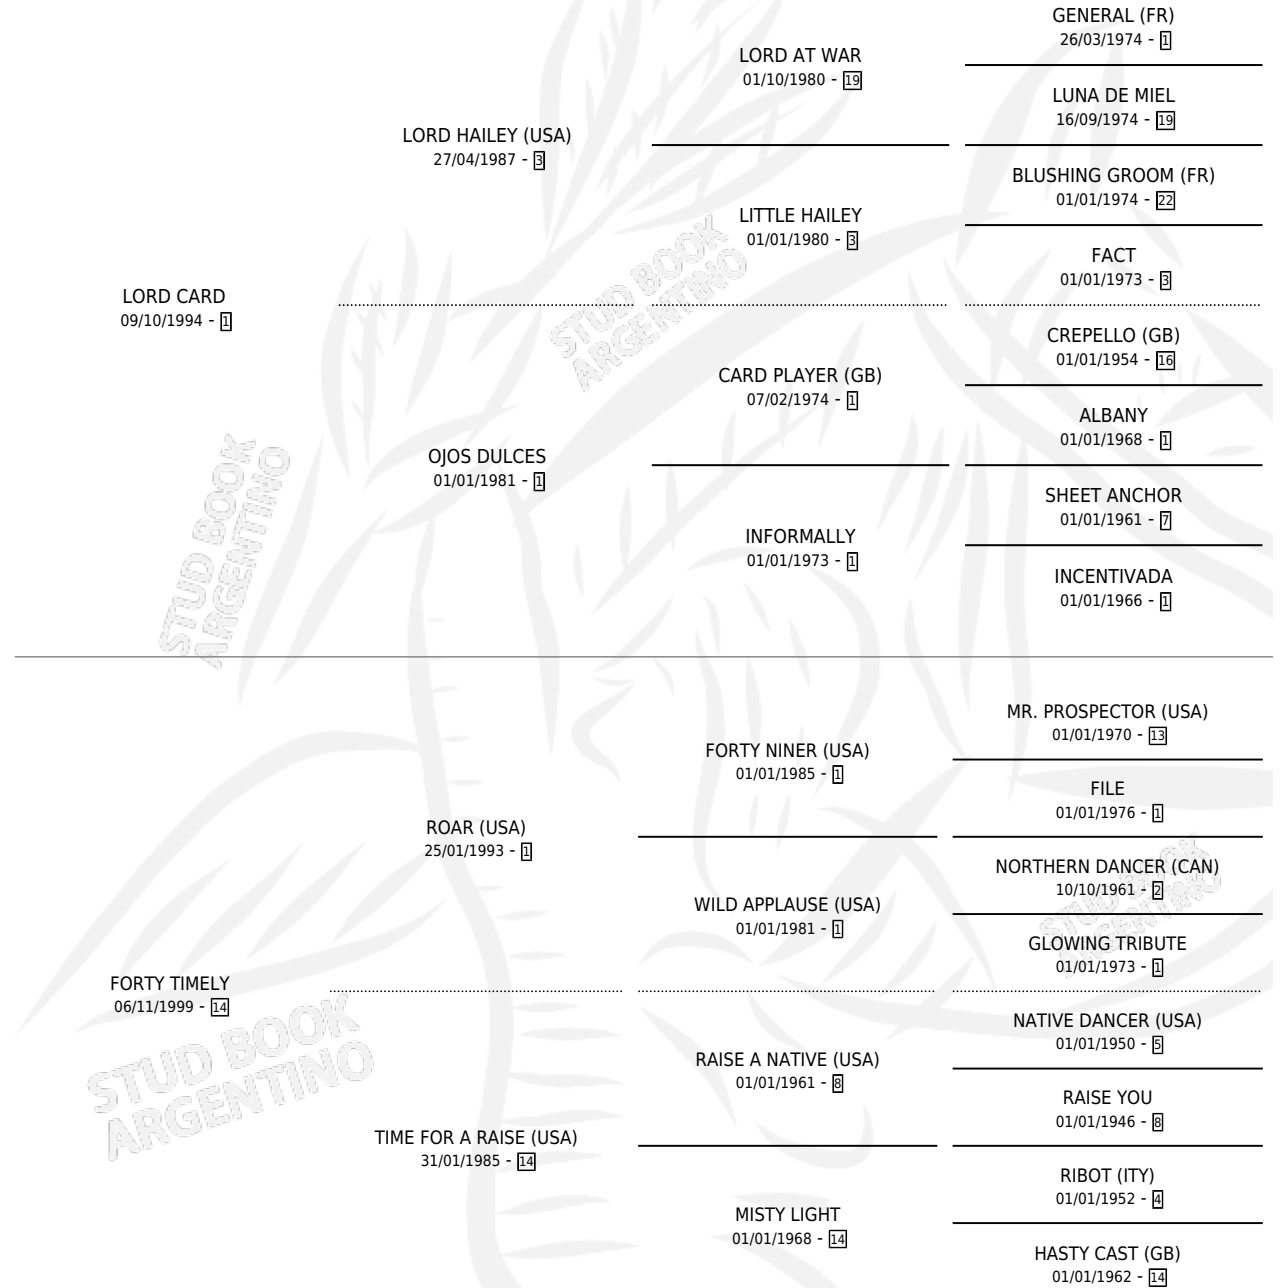 GENERAL (FR)
26/03/1974 - 1
LORD AT WAR
01/10/1980 - 19
LUNA DE MIEL
16/09/1974 - 19
LORD HAILEY (USA)
27/04/1987 - 3
BLUSHING GROOM (FR)
01/01/1974 - 22
LITTLE HAILEY
01/01/1980 - 3
FACT
01/01/1973 - 3
LORD CARD
09/10/1994 - 1
CREPELLO (GB)
01/01/1954 - 16
CARD PLAYER (GB)
07/02/1974 - 1
ALBANY
01/01/1968 - 1
OJOS DULCES
01/01/1981 - 1
SHEET ANCHOR
01/01/1961 - 7
INFORMALLY
01/01/1973 - 1
INCENTIVADA
01/01/1966 - 1
MR. PROSPECTOR (USA)
01/01/1970 - 13
FORTY NINER (USA)
01/01/1985 - 1
FILE
01/01/1976 - 1
ROAR (USA)
25/01/1993 - 1
NORTHERN DANCER (CAN)
10/10/1961 - 2
WILD APPLAUSE (USA)
01/01/1981 - 1
GLOWING TRIBUTE
01/01/1973 - 1
FORTY TIMELY
06/11/1999 - 14
NATIVE DANCER (USA)
01/01/1950 - 5
RAISE A NATIVE (USA)
01/01/1961 - 8
RAISE YOU
01/01/1946 - 8
TIME FOR A RAISE (USA)
31/01/1985 - 14
RIBOT (ITY)
01/01/1952 - 4
MISTY LIGHT
01/01/1968 - 14
HASTY CAST (GB)
01/01/1962 - 14
STUD BOOK
ARGENTINO
STUD BOOK
ARGENTINO
STUD BOOK
ARGENTINO
STUD BOOK
ARGENTINO